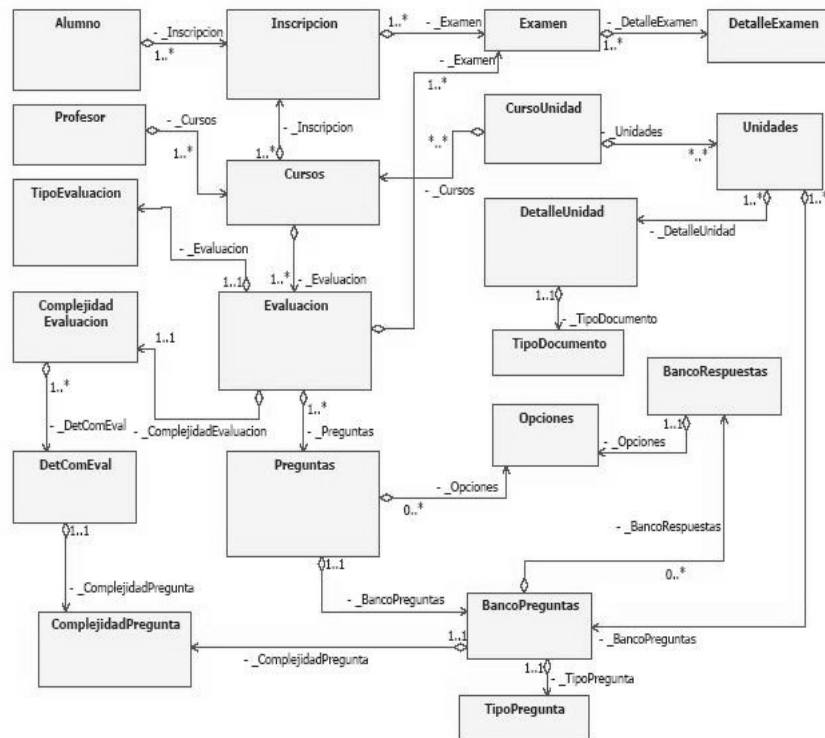 Alumno
- _Inscripcion
1..*
Inscripcion
1..*
- _Examen
Examen
- _DetalleExamen
1..*
DetalleExamen
- _Examen
1..*
Profesor
- _Cursos
1..*
- _Inscripcion
1..*
Cursos
CursoUnidad
*..*
- _Cursos
- _Unidades
*..*
Unidades
1..*
1..*
TipoEvaluacion
- _Evaluacion
1..1
1..*
- _Evaluacion
DetalleUnidad
- _DetalleUnidad
1..1
- _TipoDocumento
TipoDocumento
Complejidad
Evaluacion
1..1
1..*
Evaluacion
- _DetComEval
- _ComplejidadEvaluacion
1..*
- _Preguntas
BancoRespuestas
1..1
- _Opciones
Opciones
DetComEval
1..1
Preguntas
- _Opciones
0..*
1..1
- _BancoRespuestas
0..*
- _ComplejidadPregunta
- _BancoPreguntas
ComplejidadPregunta
BancoPreguntas
1..1
- _BancoPreguntas
- _ComplejidadPregunta
1..1
- _TipoPregunta
TipoPregunta